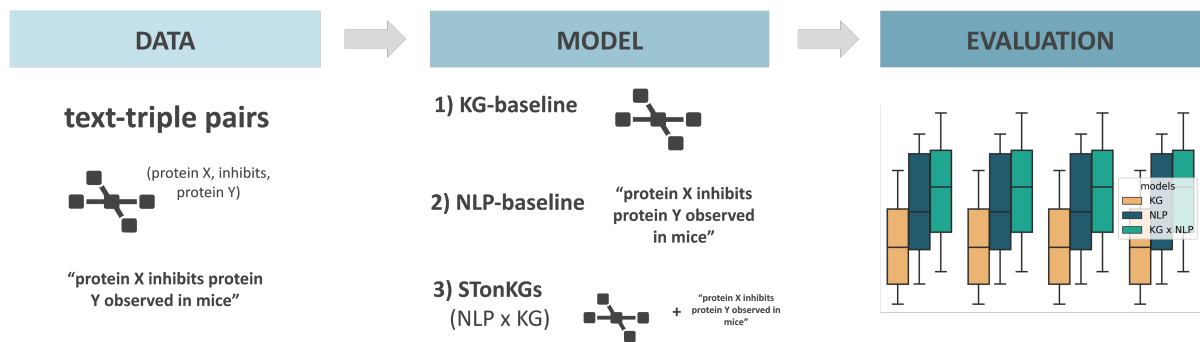 DATA
MODEL
EVALUATION
text-triple pairs
(protein X, inhibits,
protein Y)
“protein X inhibits protein
Y observed in mice”
1) KG-baseline
2) NLP-baseline
“protein X inhibits
protein Y observed
in mice”
3) STonKGs
(NLP x KG)
+
“protein X inhibits
protein Y observed in
mice”
models
KG
NLP
KG x NLP